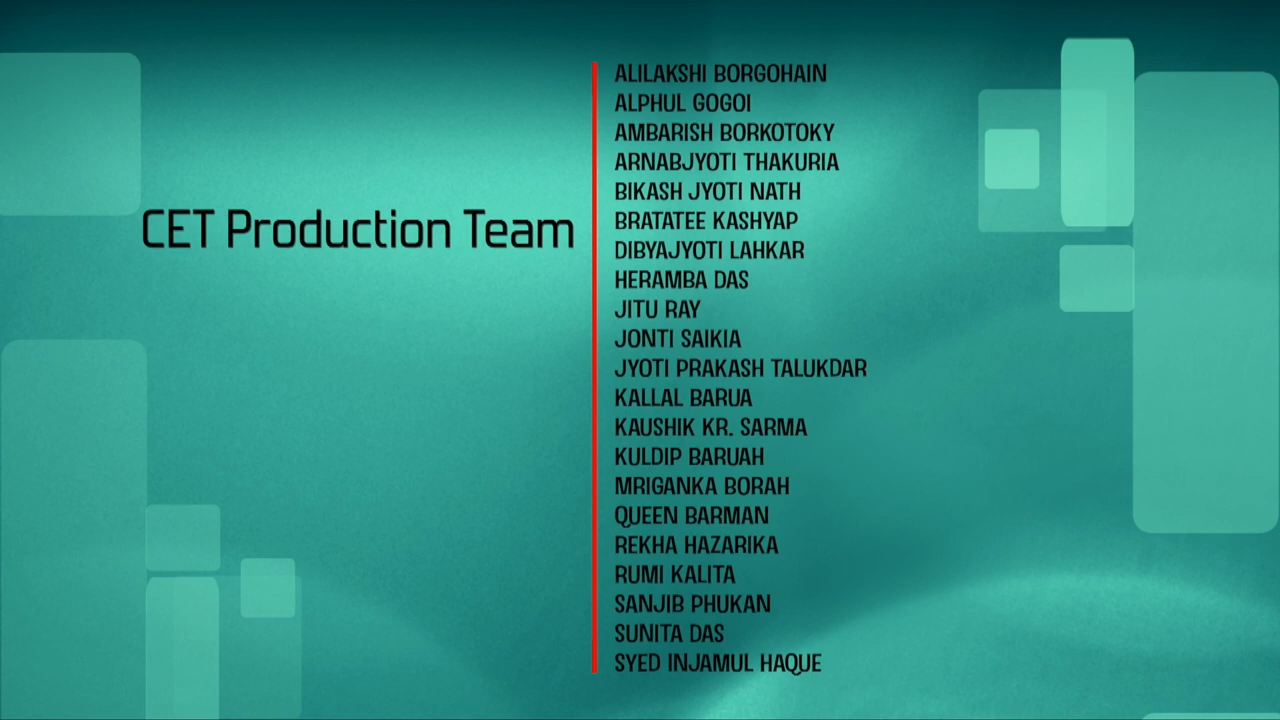 CET Production Team
ALILAKSHI BORGOHAIN
ALPHUL GOGOI
AMBARISH BORKOTOKY
ARNABJYOTI THAKURIA
BIKASH JYOTI NATH
BRATATEE KASHYAP
DIBYAJYOTI LAHKAR
HERAMBA DAS
JITU RAY
JONTI SAIKIA
JYOTI PRAKASH TALUKDAR
KALLAL BARUA
KAUSHIK KR. SARMA
KULDIP BARUAH
MRIGANKA BORAH
QUEEN BARMAN
REKHA HAZARIKA
RUMI KALITA
SANJIB PHUKAN
SUNITA DAS
SYED INJAMUL HAQUE